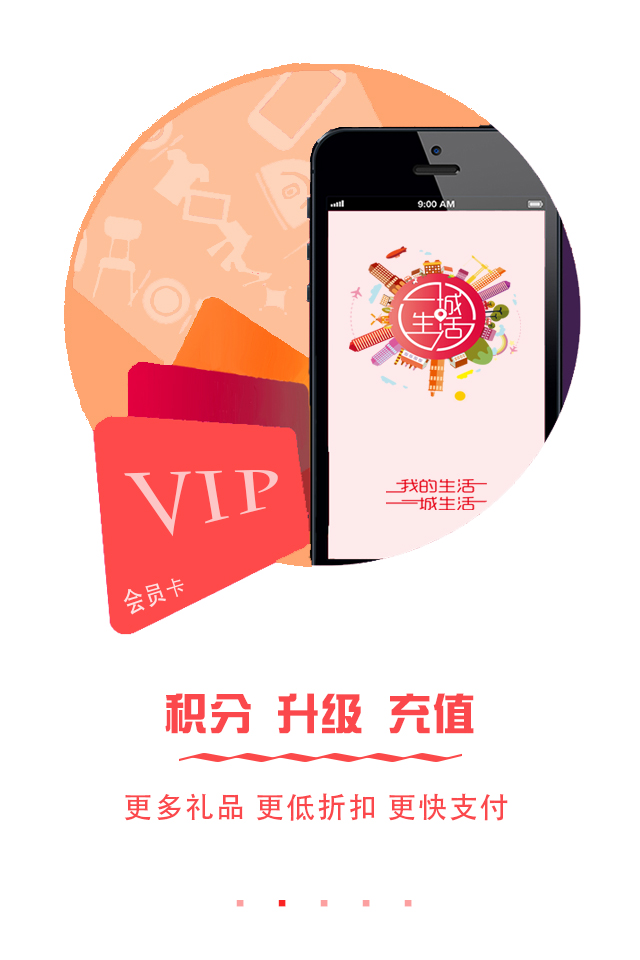 9:00 AM
一城
生活
我的生活
一城生活
VIP
会员卡
积分 升级 充值
更多礼品 更低折扣 更快支付